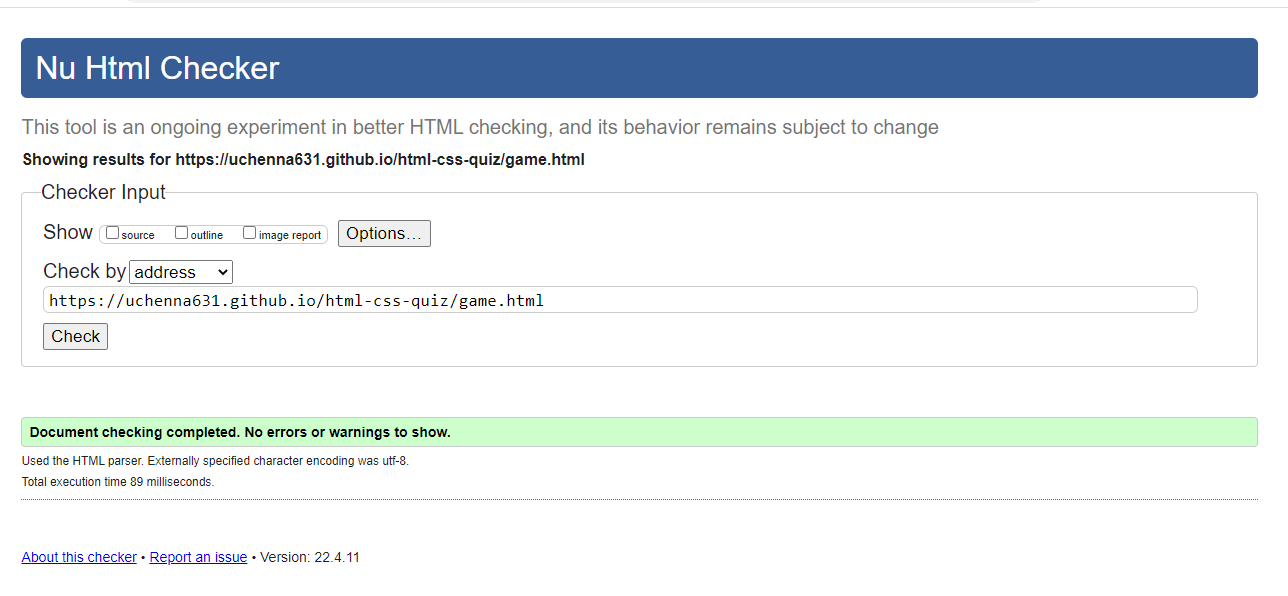 Nu Html Checker
This tool is an ongoing experiment in better HTML checking, and its behavior remains subject to change
Showing results for https://uchenna631.github.io/html-css-quiz/game.html
Checker Input
Show source outline image report Options...
Check by address
https://uchenna631.github.io/html-css-quiz/game.html
Check
Document checking completed. No errors or warnings to show.
Used the HTML parser. Externally specified character encoding was utf-8.
Total execution time 89 milliseconds.
About this checker • Report an issue • Version: 22.4.11